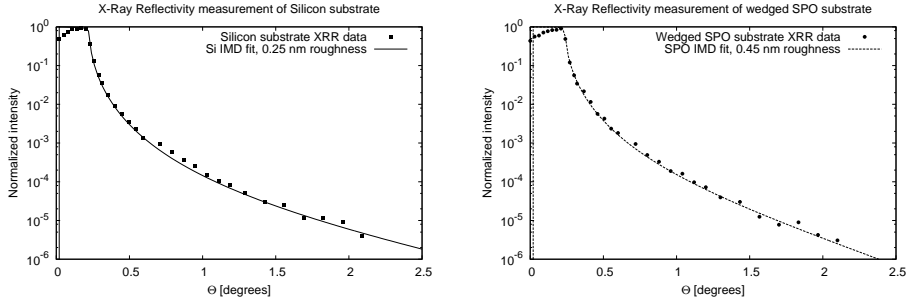 X-Ray Reflectivity measurement of Silicon substrate
10^0
10^-1
10^-2
10^-3
10^-4
10^-5
10^-6
Normalized intensity
Silicon substrate XRR data
Si IMD fit, 0.25 nm roughness
0 0.5 1 1.5 2 2.5
Θ [degrees]
X-Ray Reflectivity measurement of wedged SPO substrate
10^0
10^-1
10^-2
10^-3
10^-4
10^-5
10^-6
Normalized intensity
Wedged SPO substrate XRR data
SPO IMD fit, 0.45 nm roughness
0 0.5 1 1.5 2 2.5
Θ [degrees]